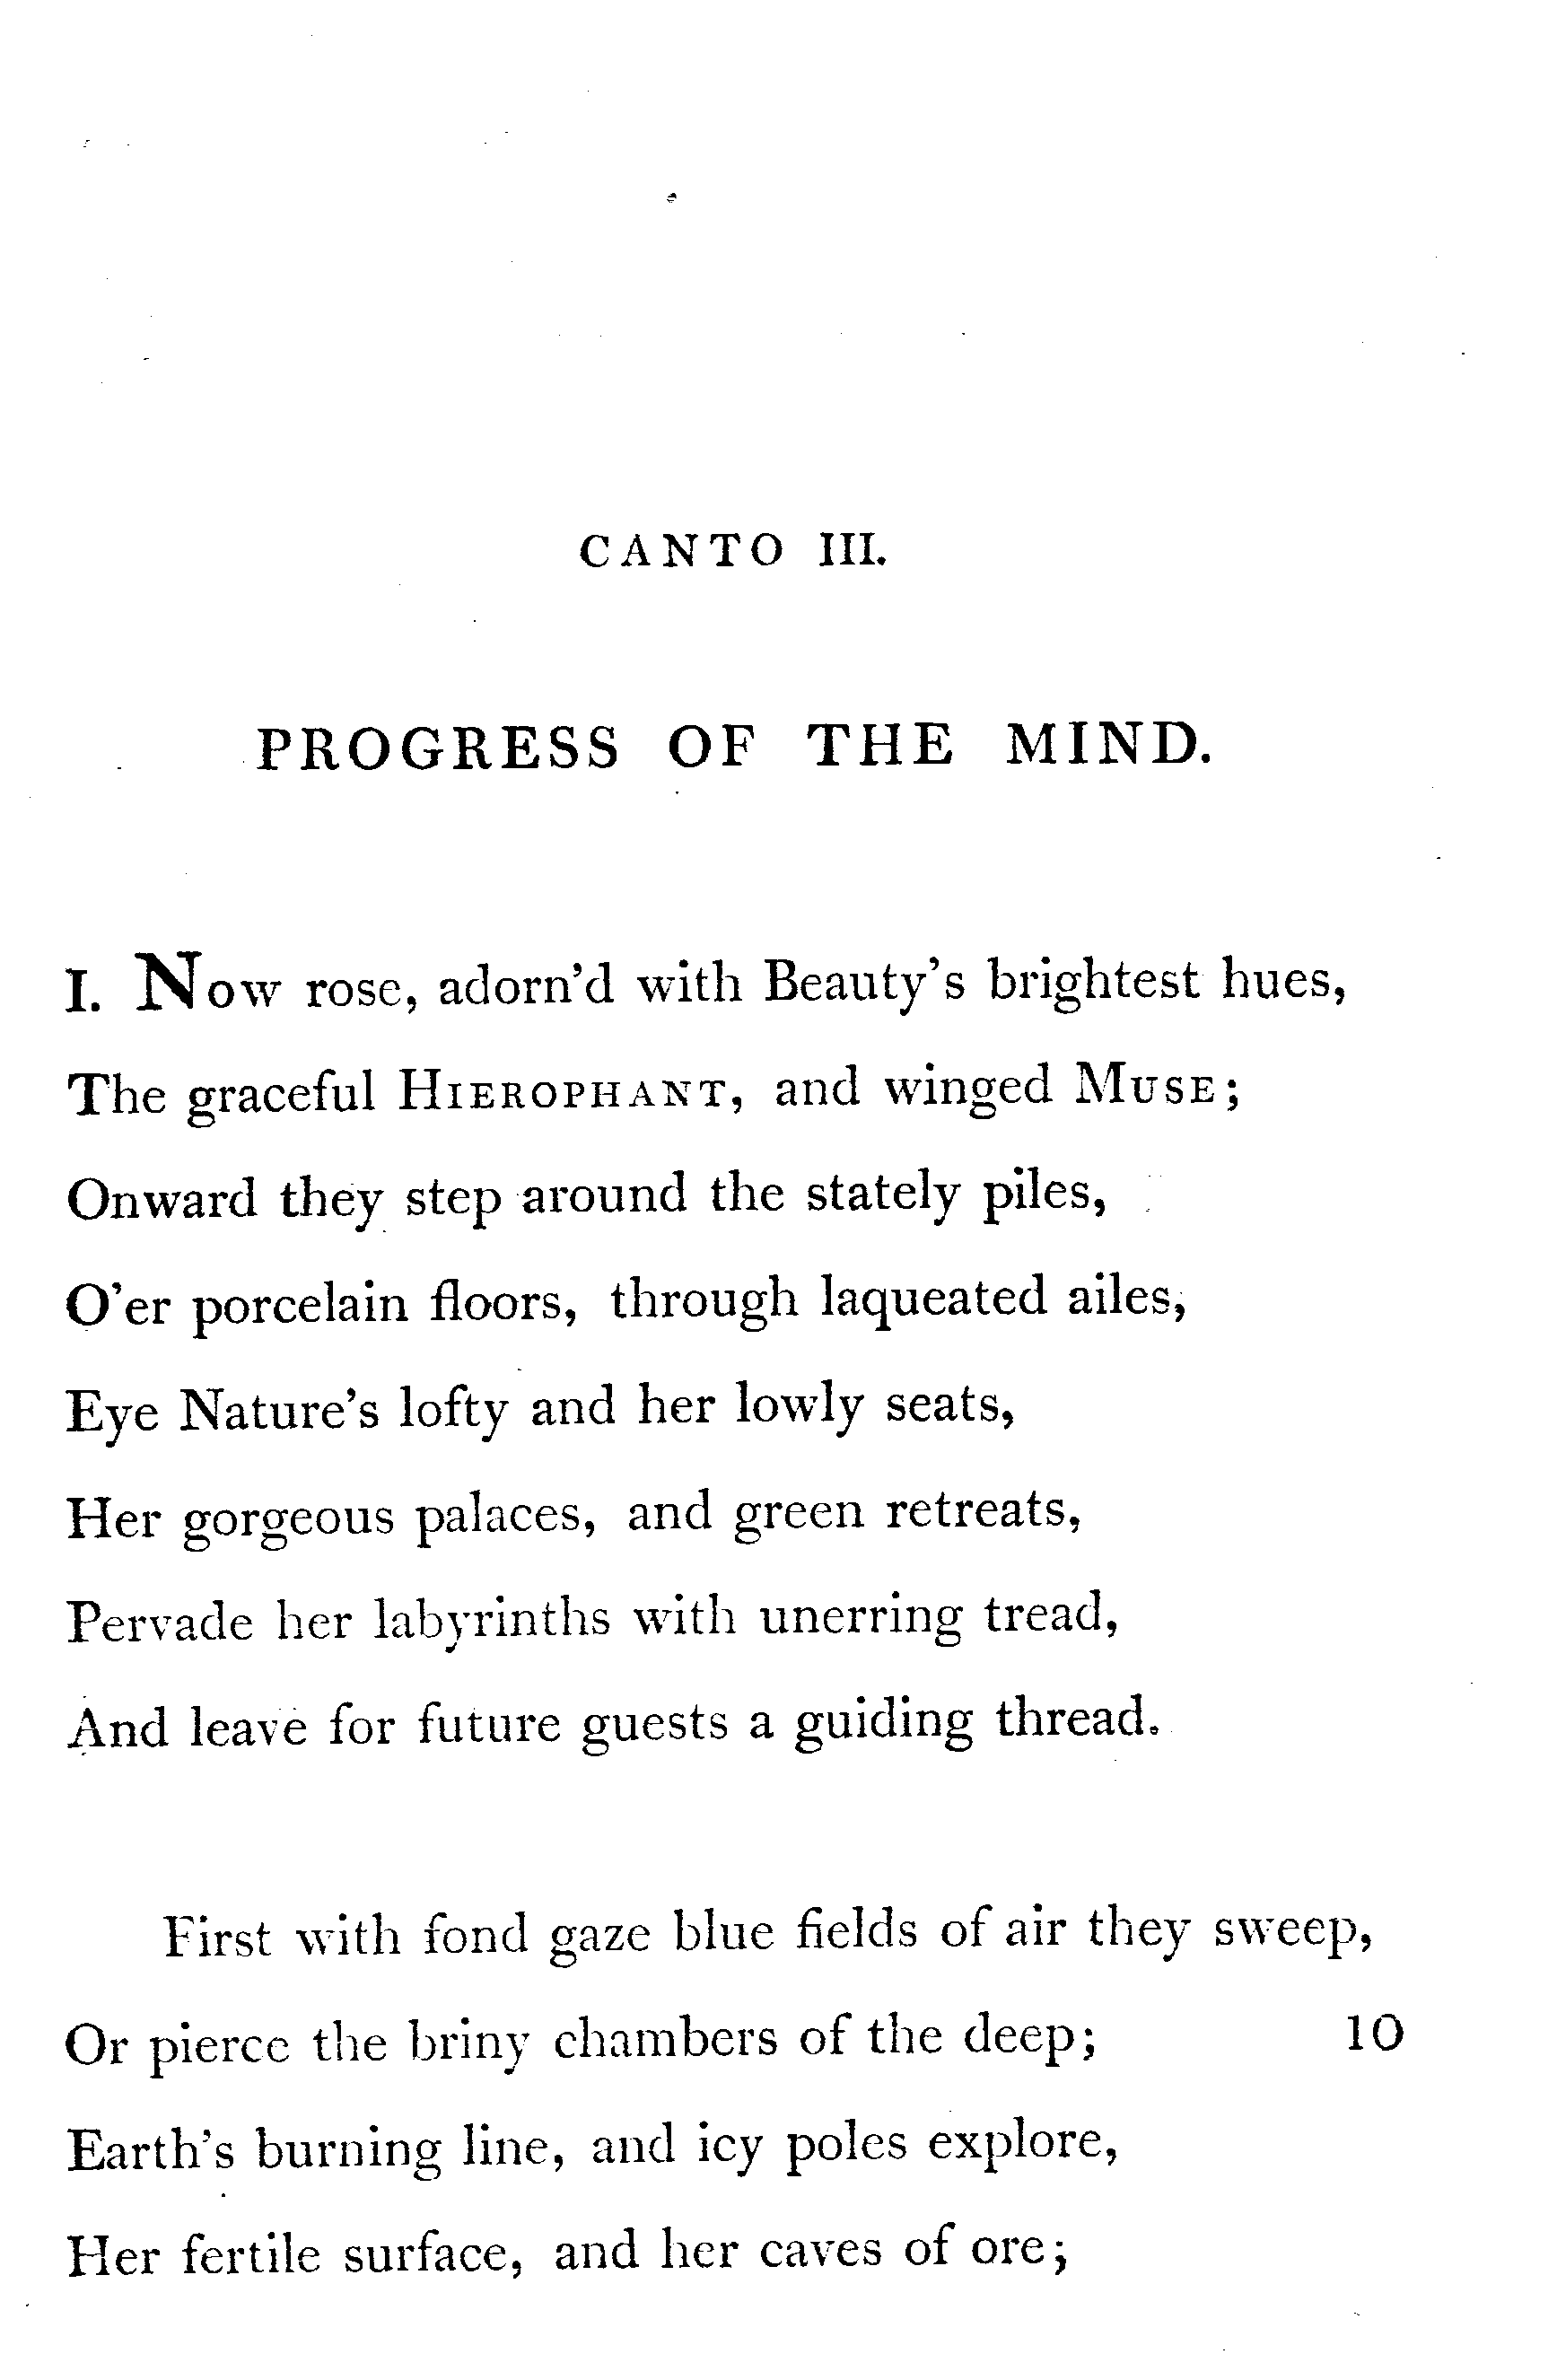 CANTO III.
PROGRESS OF THE MIND.
I. Now rose, adorn'd with Beauty's brightest hues,
The graceful HIEROPHANT, and winged MUSE;
Onward they step around the stately piles,
O'er porcelain floors, through laqueated ailes,
Eye Nature's lofty and her lowly seats,
Her gorgeous palaces, and green retreats,
Pervade her labyrinths with unerring tread,
And leave for future guests a guiding thread.
First with fond gaze blue fields of air they sweep,
Or pierce the briny chambers of the deep; 10
Earth's burning line, and icy poles explore,
Her fertile surface, and her caves of ore;